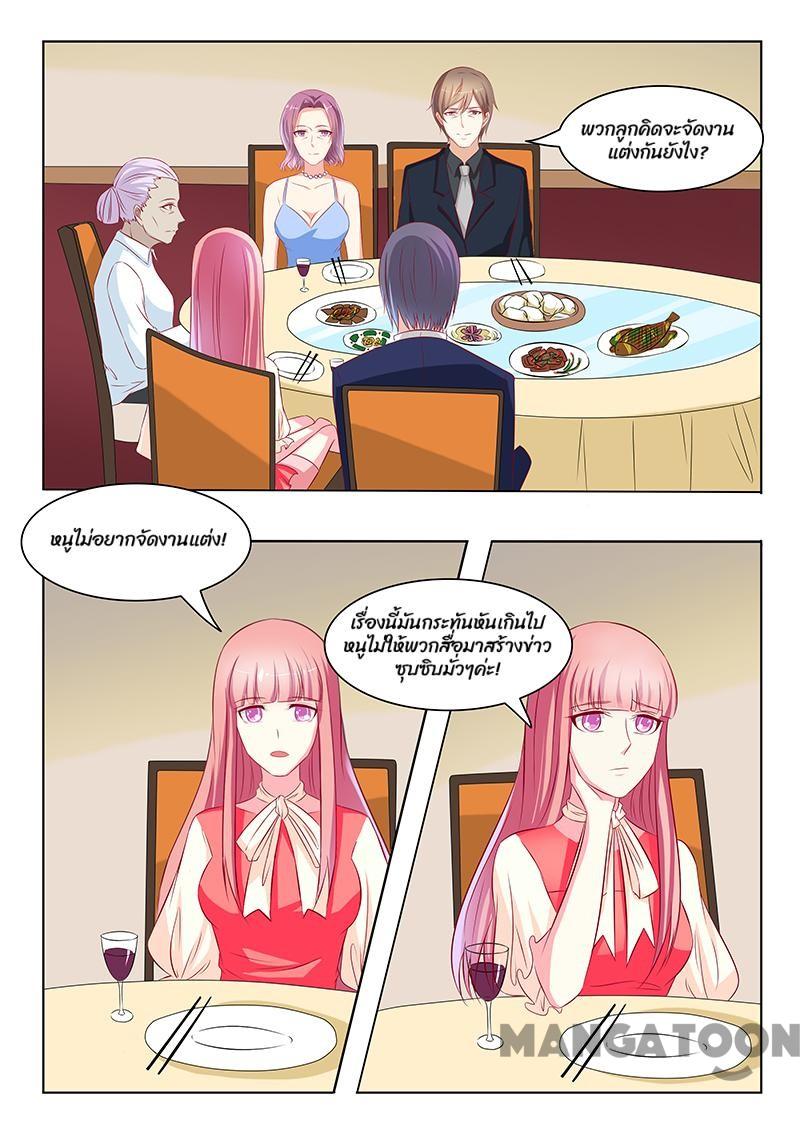 พวกลูกคิดจะจัดงาน
แต่งกันยังไง?
หนูไม่อยากจัดงานแต่ง!
เรื่องนี้มันกระทันหันเกินไป
หนูไม่ให้พวกสื่อมาสร้างข่าว
ซุบซิบมั่วๆค่ะ!
MANGATOON